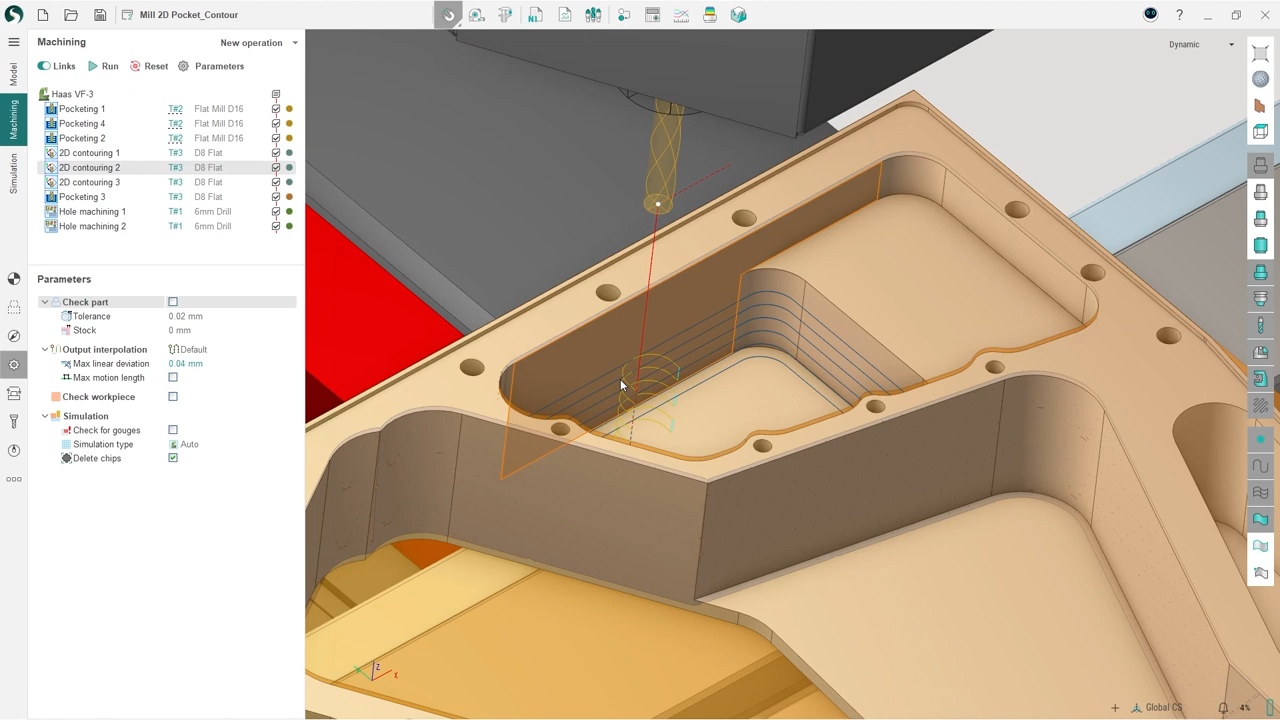 Mill 2D Pocket_Contour
Machining
New operation
Links Run Reset Parameters
Model
Machining
Simulation
Haas VF-3
Pocketing 1 T#2 Flat Mill D16
Pocketing 4 T#2 Flat Mill D16
Pocketing 2 T#2 Flat Mill D16
2D contouring 1 T#3 D8 Flat
2D contouring 2 T#3 D8 Flat
2D contouring 3 T#3 D8 Flat
Pocketing 3 T#3 D8 Flat
Hole machining 1 T#1 6mm Drill
Hole machining 2 T#1 6mm Drill
Parameters
Check part
Tolerance 0.02 mm
Stock 0 mm
Output interpolation Default
Max linear deviation 0.04 mm
Max motion length
Check workpiece
Simulation
Check for gouges
Simulation type Auto
Delete chips
Dynamic
Z
X
Global CS
4%